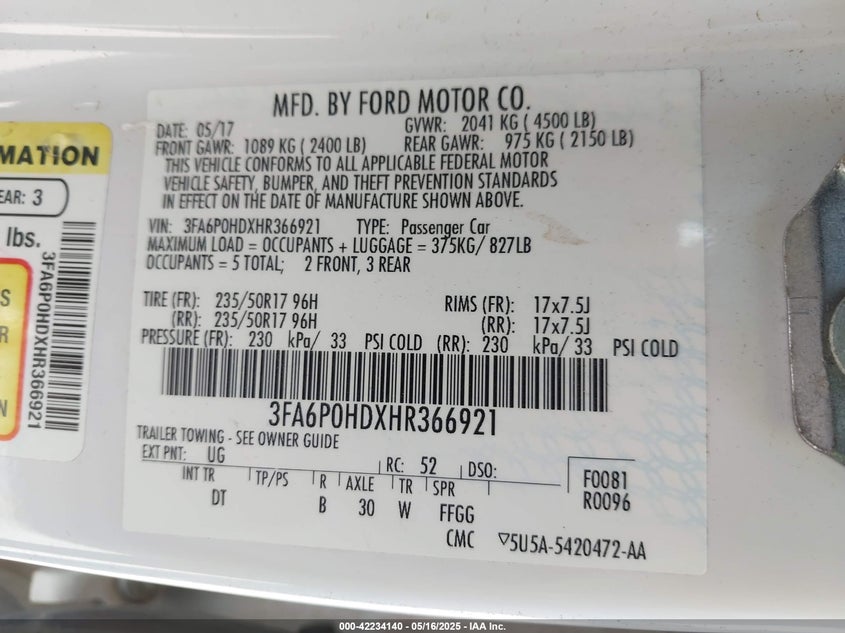 MFD. BY FORD MOTOR CO.
DATE: 05/17 GVWR: 2041 KG ( 4500 LB)
FRONT GAWR: 1089 KG ( 2400 LB) REAR GAWR: 975 KG ( 2150 LB)
THIS VEHICLE CONFORMS TO ALL APPLICABLE FEDERAL MOTOR
VEHICLE SAFETY, BUMPER, AND THEFT PREVENTION STANDARDS
IN EFFECT ON THE DATE OF MANUFACTURE SHOWN ABOVE.
VIN: 3FA6P0HDXHR366921 TYPE: Passenger Car
MAXIMUM LOAD = OCCUPANTS + LUGGAGE = 375KG/ 827LB
OCCUPANTS = 5 TOTAL; 2 FRONT, 3 REAR
TIRE (FR): 235/50R17 96H RIMS (FR): 17x7.5J
(RR): 235/50R17 96H (RR): 17x7.5J
PRESSURE (FR): 230 kPa/ 33 PSI COLD (RR): 230 kPa/ 33 PSI COLD
3FA6P0HDXHR366921
TRAILER TOWING - SEE OWNER GUIDE
EXT PNT: UG RC: 52 DSO:
INT TR TP/PS R AXLE TR SPR
DT B 30 W FFGG
F0081
R0096
CMC ▽5U5A-5420472-AA
MATION
EAR: 3
lbs.
3FA6P0HDXHR366921
S
R
N
000-42234140 - 05/16/2025 - IAA Inc.